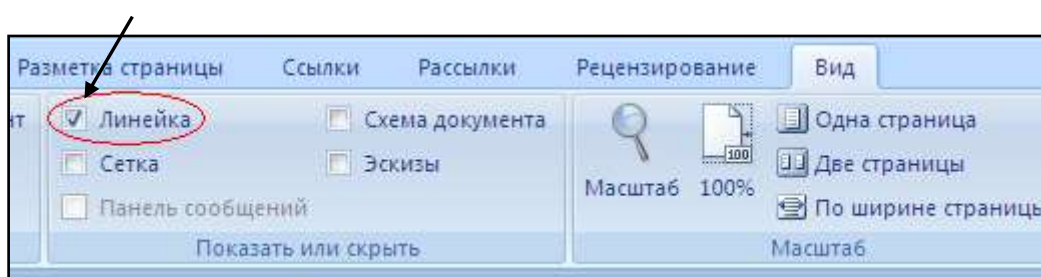 Разметка страницы Ссылки Рассылки Рецензирование Вид
нт Линейка Схема документа Одна страница
Сетка Эскизы Две страницы
Масштаб 100%
Панель сообщений По ширине страницы
Показать или скрыть Масштаб